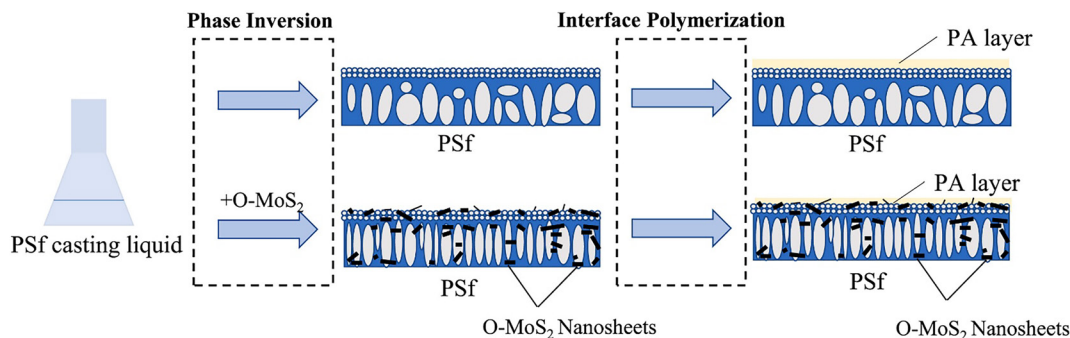 Phase Inversion
Interface Polymerization
PA layer
PSf
PSf
+O-MoS₂
PA layer
PSf casting liquid
PSf
PSf
O-MoS₂ Nanosheets
O-MoS₂ Nanosheets